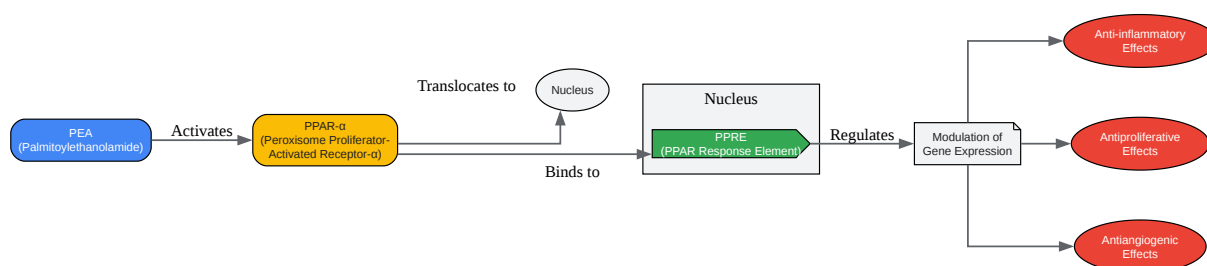 PEA
(Palmitoylethanolamide)
Activates
PPAR-α
(Peroxisome Proliferator-
Activated Receptor-α)
Translocates to
Nucleus
Binds to
Nucleus
PPRE
(PPAR Response Element)
Regulates
Modulation of
Gene Expression
Anti-inflammatory
Effects
Antiproliferative
Effects
Antiangiogenic
Effects